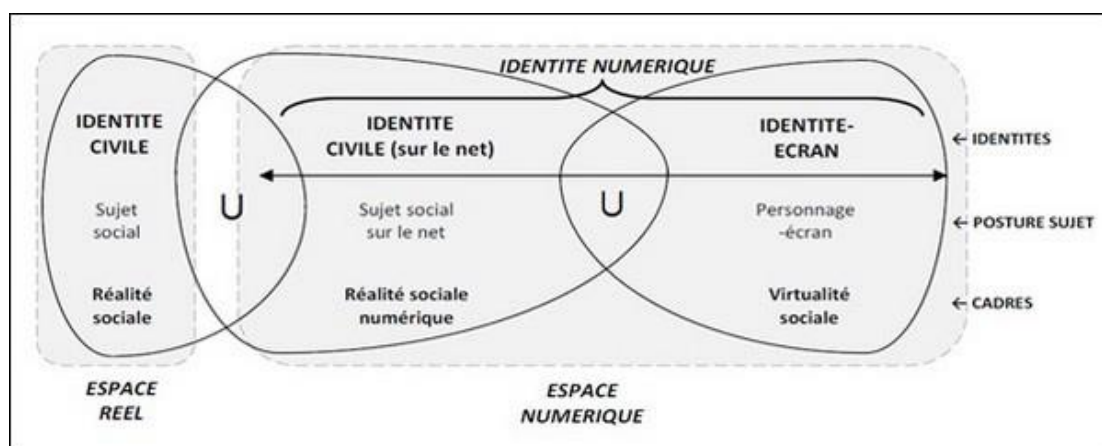 IDENTITE NUMERIQUE
IDENTITE
CIVILE
IDENTITE
CIVILE (sur le net)
IDENTITE-
ECRAN
← IDENTITES
U
U
Sujet
social
Sujet social
sur le net
Personnage
-écran
← POSTURE SUJET
Réalité
sociale
Réalité sociale
numérique
Virtualité
sociale
← CADRES
ESPACE
REEL
ESPACE
NUMERIQUE